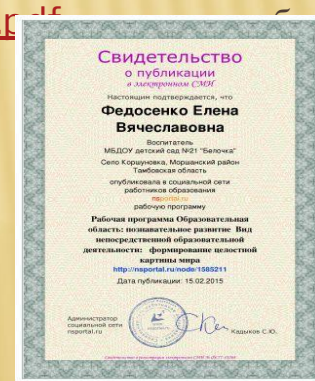 Свидетельство
о публикации
в электронном СМИ
Настоящим подтверждается, что
Федосенко Елена
Вячеславовна
Воспитатель
МБДОУ детский сад №21 "Белочка"
Село Коршуновка, Моршанский район
Тамбовская область
опубликовала в социальной сети
работников образования
nsportal.ru
рабочую программу
Рабочая программа Образовательная
область: познавательное развитие Вид
непосредственной образовательной
деятельности: формирование целостной
картины мира
http://nsportal.ru/node/1585211
Дата публикации: 15.02.2015
Администратор
социальной сети
nsportal.ru
Кадыков С.Ю.